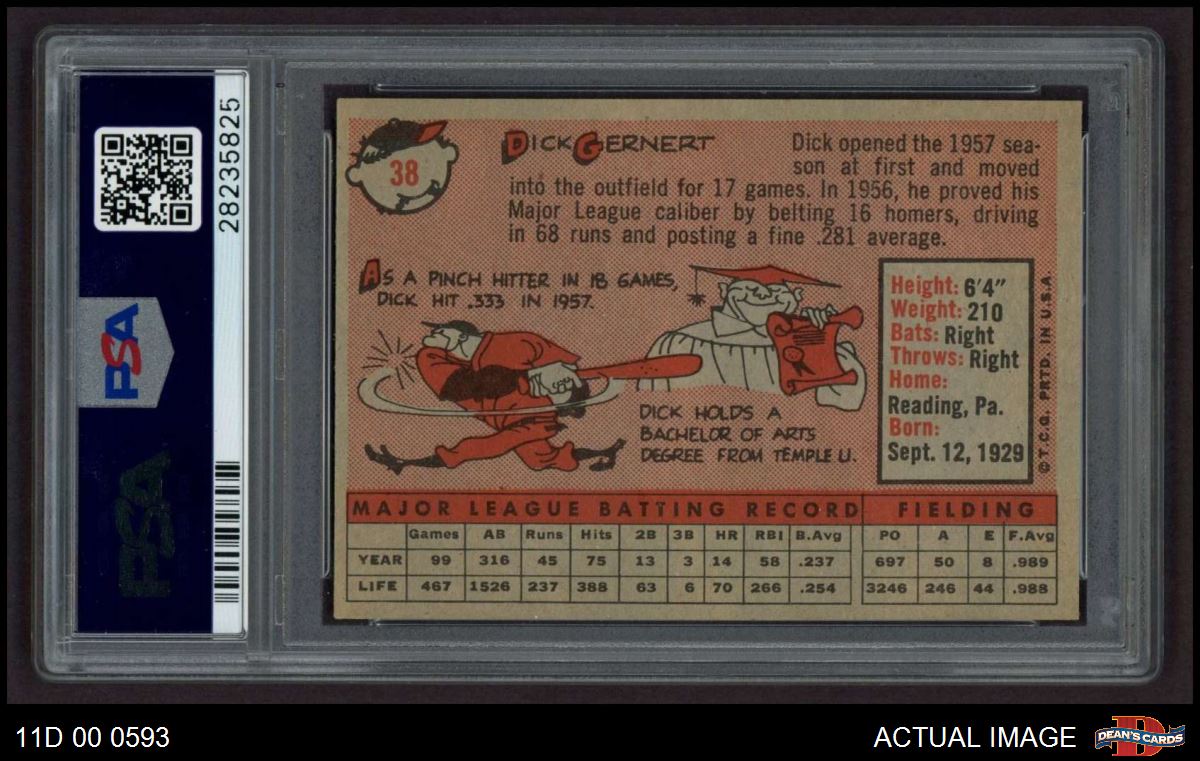 38
DICK GERNERT
Dick opened the 1957 sea-
son at first and moved
into the outfield for 17 games. In 1956, he proved his
Major League caliber by belting 16 homers, driving
in 68 runs and posting a fine .281 average.
AS A PINCH HITTER IN 18 GAMES,
DICK HIT .333 IN 1957.
DICK HOLDS A
BACHELOR OF ARTS
DEGREE FROM TEMPLE U.
Height: 6'4"
Weight: 210
Bats: Right
Throws: Right
Home:
Reading, Pa.
Born:
Sept. 12, 1929
©T.C.G. PRTD. IN U.S.A.
MAJOR LEAGUE BATTING RECORD FIELDING
Games AB Runs Hits 2B 3B HR RBI B.Avg PO A E F.Avg
YEAR 99 316 45 75 13 3 14 58 .237 697 50 8 .989
LIFE 467 1526 237 388 63 6 70 266 .254 3246 246 44 .988
28235825
PSA
PSA
11D 00 0593
ACTUAL IMAGE
DEAN'S CARDS